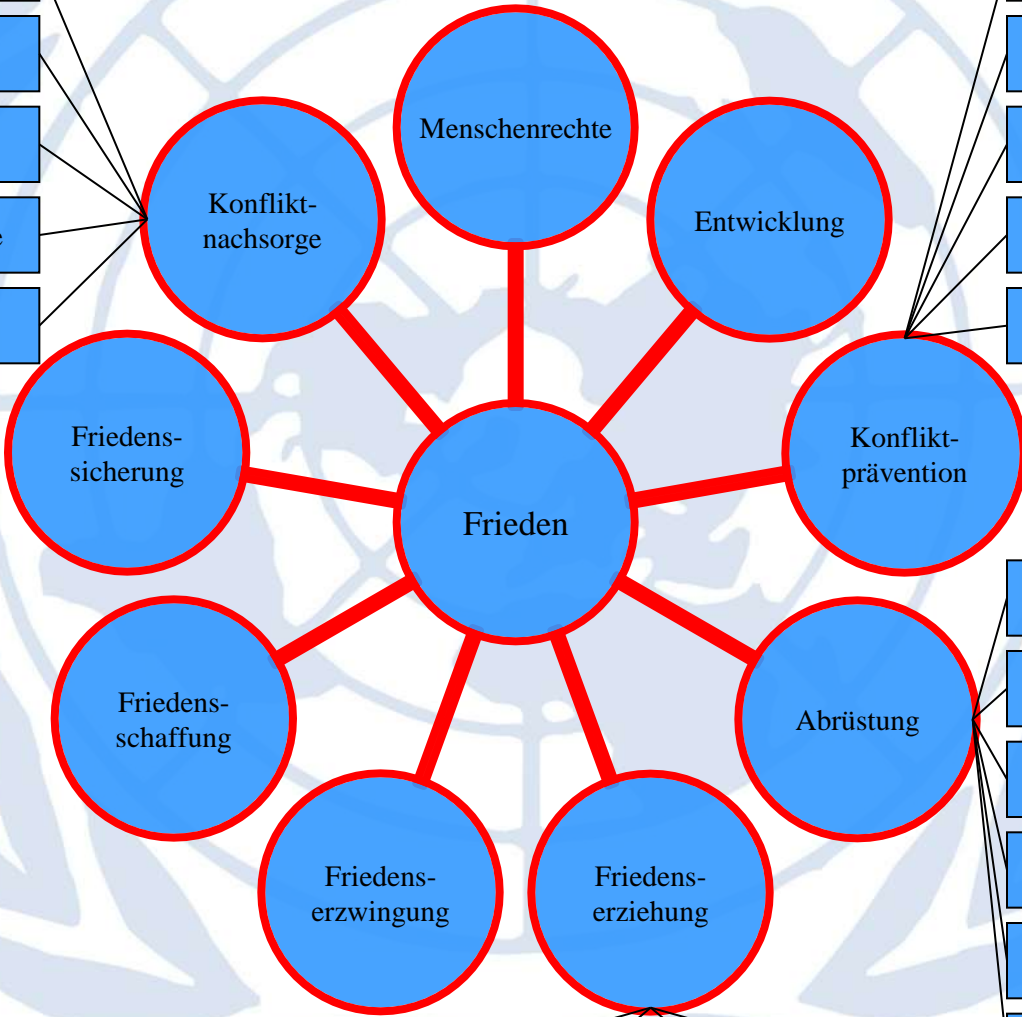 Menschenrechte
Konflikt-
nachsorge
Entwicklung
e
Friedens-
sicherung
Konflikt-
prävention
Frieden
Friedens-
schaffung
Abrüstung
Friedens-
erzwingung
Friedens-
erziehung